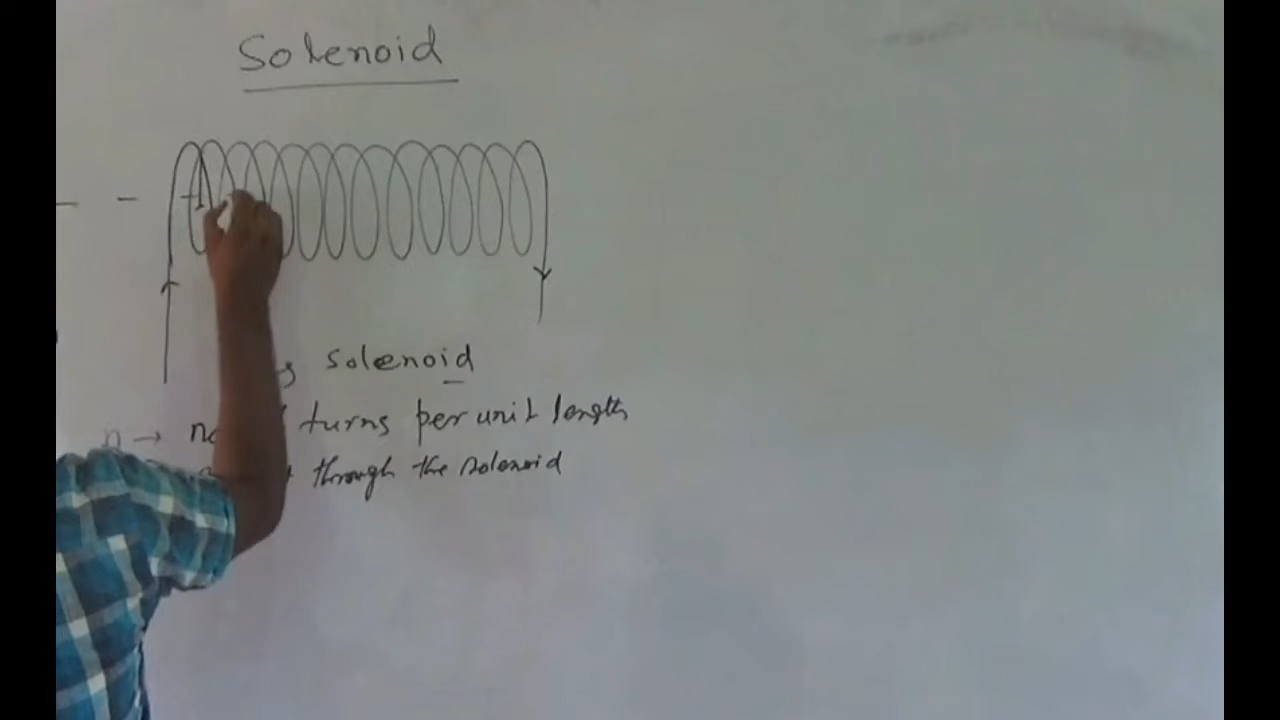 Solenoid
solenoid
n → turns per unit length
through the solenoid